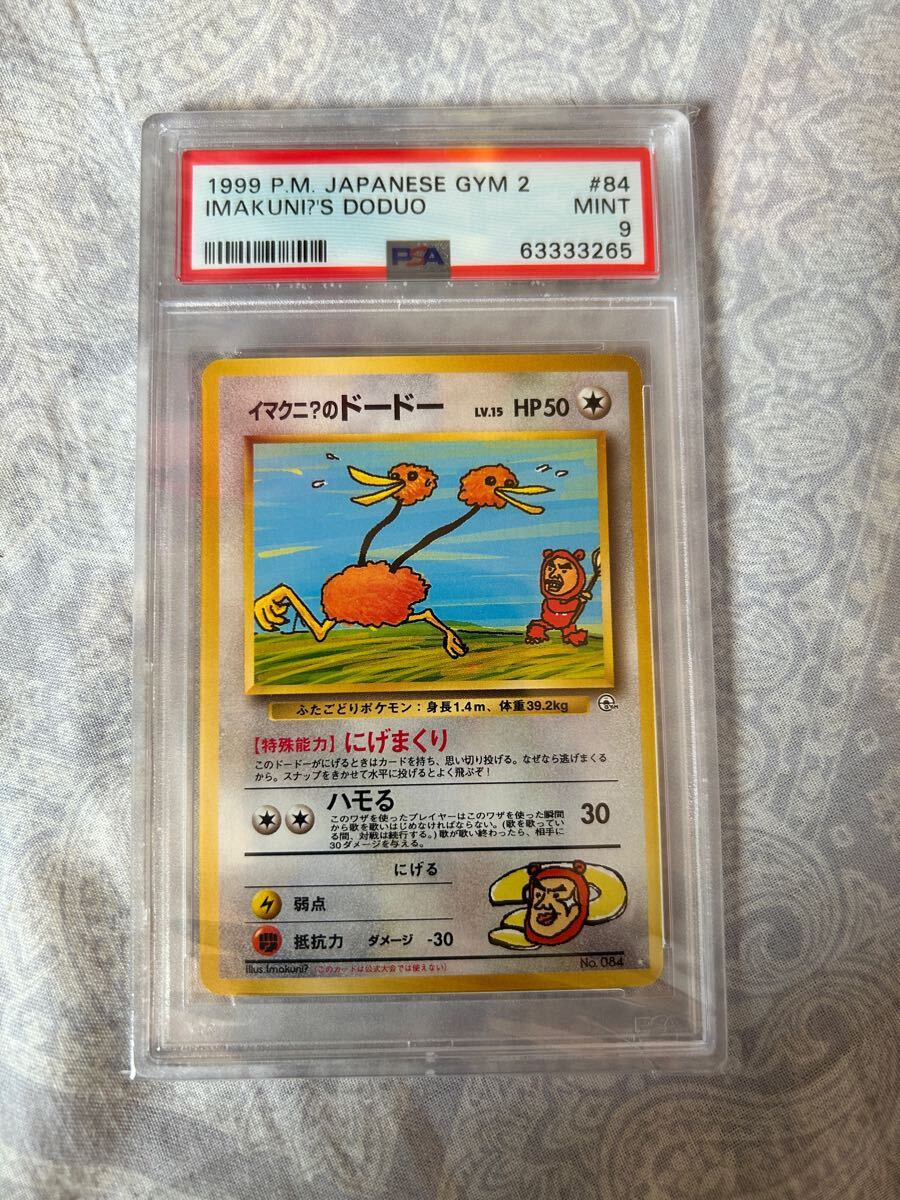 1999 P.M. JAPANESE GYM 2 #84
IMAKUNI?'S DODUO MINT
9
PSA 63333265
イマクニ?のドードー LV.15 HP50
ふたごどりポケモン:身長1.4m、体重39.2kg
【特殊能力】にげまくり
このドードーがにげるときはカードを持ち、思い切り投げる。なぜなら逃げまくる
から。スナップをきかせて水平に投げるとよく飛ぶぞ!
ハモる 30
このワザを使ったプレイヤーはこのワザを使った瞬間
から歌を歌いはじめなければならない。(歌を歌ってい
る間、対戦は続行する。)歌が歌い終わったら、相手に
30ダメージを与える。
にげる
弱点
抵抗力 ダメージ -30
Illus.Imakuni? (このカードは公式大会では使えない) No.084